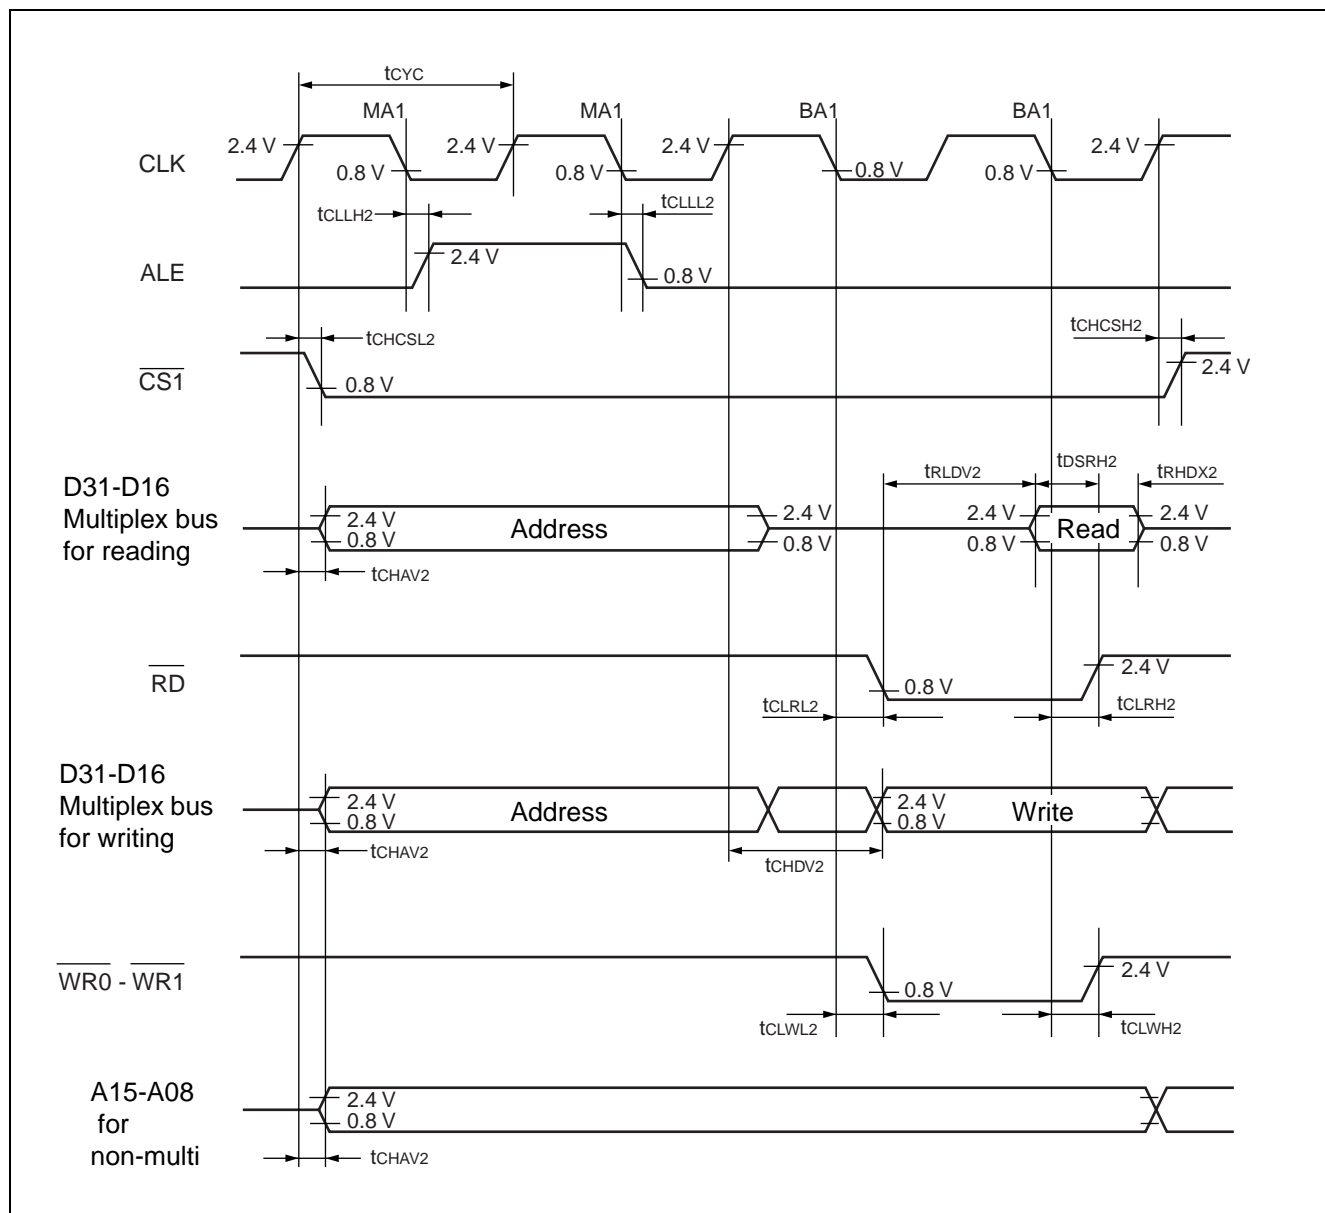 tCYC
MA1 MA1 BA1 BA1
CLK 2.4 V 0.8 V 2.4 V 0.8 V 2.4 V 0.8 V 0.8 V 2.4 V
tCLLH2 tCLLL2
ALE 2.4 V 0.8 V
tCHCSL2 tCHCSH2
CS1 0.8 V 2.4 V
tRLDV2 tDSRH2 tRHDX2
D31-D16
Multiplex bus
for reading
2.4 V Address 2.4 V 2.4 V Read 2.4 V
0.8 V 0.8 V 0.8 V 0.8 V
tCHAV2
RD 0.8 V 2.4 V
tCLRL2 tCLRH2
D31-D16
Multiplex bus
for writing
2.4 V Address 2.4 V Write
0.8 V 0.8 V
tCHAV2 tCHDV2
WR0 - WR1 0.8 V 2.4 V
tCLWL2 tCLWH2
A15-A08
for
non-multi
2.4 V
0.8 V
tCHAV2